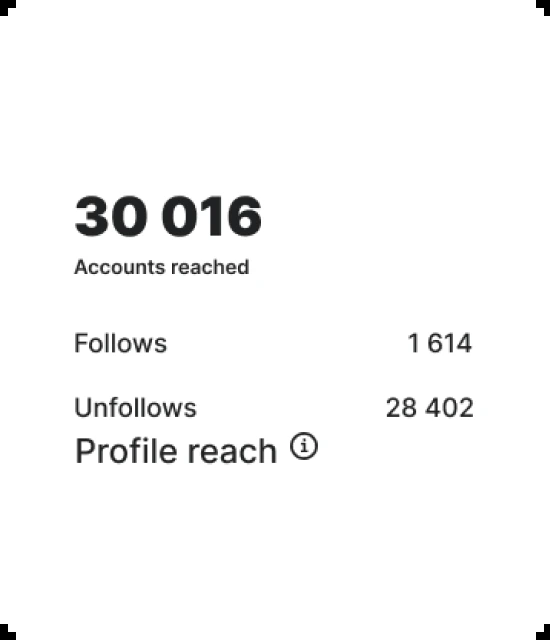 30 016
Accounts reached
Follows 1 614
Unfollows 28 402
Profile reach